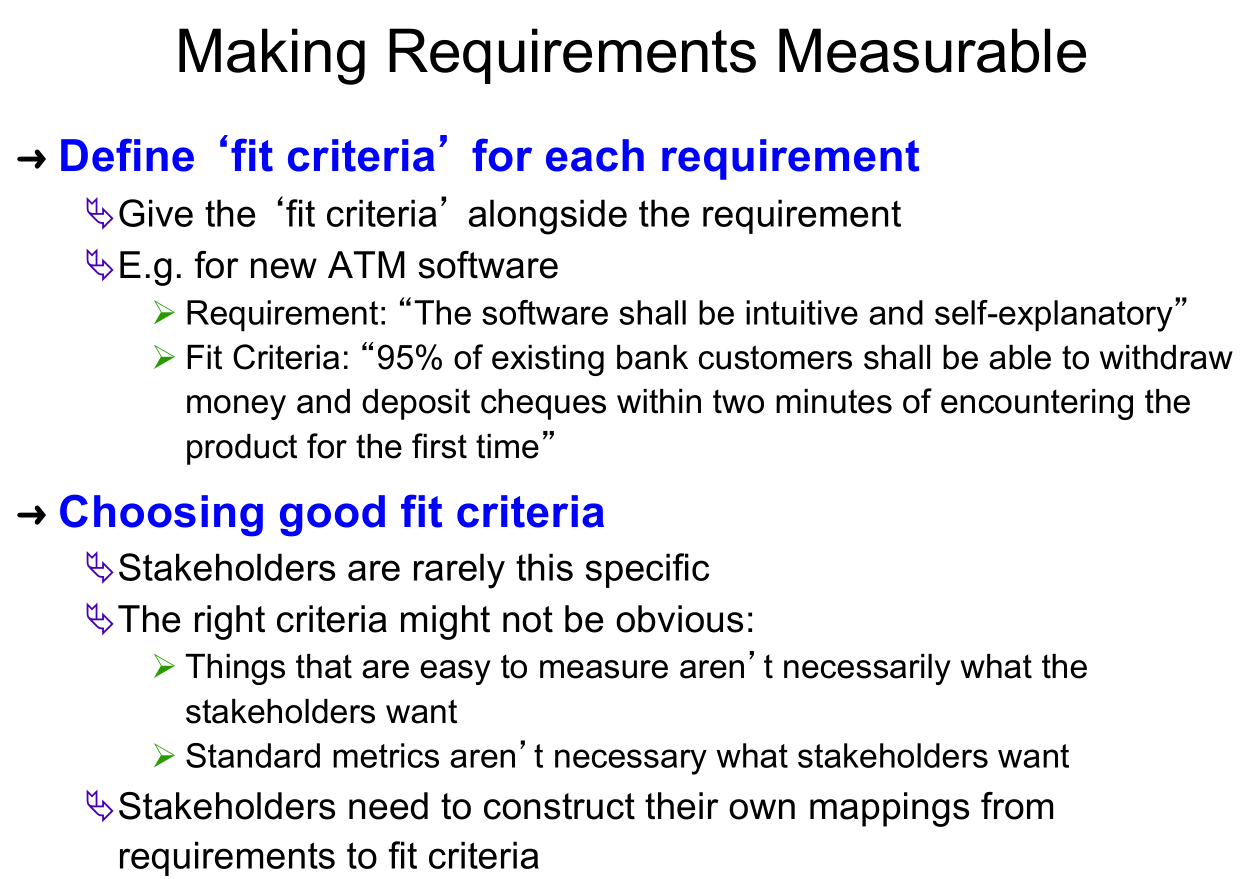 Making Requirements Measurable
➜ Define ‘fit criteria’ for each requirement
Give the ‘fit criteria’ alongside the requirement
E.g. for new ATM software
➢ Requirement: “The software shall be intuitive and self-explanatory”
➢ Fit Criteria: “95% of existing bank customers shall be able to withdraw
money and deposit cheques within two minutes of encountering the
product for the first time”
➜ Choosing good fit criteria
Stakeholders are rarely this specific
The right criteria might not be obvious:
➢ Things that are easy to measure aren’t necessarily what the
stakeholders want
➢ Standard metrics aren’t necessary what stakeholders want
Stakeholders need to construct their own mappings from
requirements to fit criteria